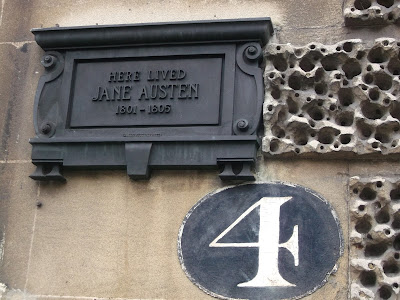 HERE LIVED
JANE AUSTEN
1801-1805
4